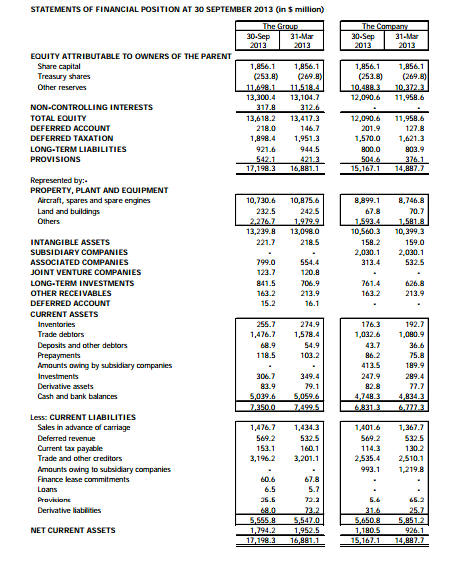 STATEMENTS OF FINANCIAL POSITION AT 30 SEPTEMBER 2013 (in $ million)
The Group The Company
30-Sep 31-Mar 30-Sep 31-Mar
2013 2013 2013 2013
EQUITY ATTRIBUTABLE TO OWNERS OF THE PARENT
Share capital 1,856.1 1,856.1 1,856.1 1,856.1
Treasury shares (253.8) (269.8) (253.8) (269.8)
Other reserves 11,698.1 11,518.4 10,488.3 10,372.3
13,300.4 13,104.7 12,090.6 11,958.6
NON-CONTROLLING INTERESTS 317.8 312.6 - -
TOTAL EQUITY 13,618.2 13,417.3 12,090.6 11,958.6
DEFERRED ACCOUNT 218.0 146.7 201.9 127.8
DEFERRED TAXATION 1,898.4 1,951.3 1,570.0 1,621.3
LONG-TERM LIABILITIES 921.6 944.5 800.0 803.9
PROVISIONS 542.1 421.3 504.6 376.1
17,198.3 16,881.1 15,167.1 14,887.7
Represented by:-
PROPERTY, PLANT AND EQUIPMENT
Aircraft, spares and spare engines 10,730.6 10,875.6 8,899.1 8,746.8
Land and buildings 232.5 242.5 67.8 70.7
Others 2,276.7 1,979.9 1,593.4 1,581.8
13,239.8 13,098.0 10,560.3 10,399.3
INTANGIBLE ASSETS 221.7 218.5 158.2 159.0
SUBSIDIARY COMPANIES - - 2,030.1 2,030.1
ASSOCIATED COMPANIES 799.0 554.4 313.4 532.5
JOINT VENTURE COMPANIES 123.7 120.8 - -
LONG-TERM INVESTMENTS 841.5 706.9 761.4 626.8
OTHER RECEIVABLES 163.2 213.9 163.2 213.9
DEFERRED ACCOUNT 15.2 16.1 - -
CURRENT ASSETS
Inventories 255.7 274.9 176.3 192.7
Trade debtors 1,476.7 1,578.4 1,032.6 1,080.9
Deposits and other debtors 68.9 54.9 43.7 36.6
Prepayments 118.5 103.2 86.2 75.8
Amounts owing by subsidiary companies - - 413.5 189.9
Investments 306.7 349.4 247.9 289.4
Derivative assets 83.9 79.1 82.8 77.7
Cash and bank balances 5,039.6 5,059.6 4,748.3 4,834.3
7,350.0 7,499.5 6,831.3 6,777.3
Less: CURRENT LIABILITIES
Sales in advance of carriage 1,476.7 1,434.3 1,401.6 1,367.7
Deferred revenue 569.2 532.5 569.2 532.5
Current tax payable 153.1 160.1 114.3 130.2
Trade and other creditors 3,196.2 3,201.1 2,535.4 2,510.1
Amounts owing to subsidiary companies - - 993.1 1,219.8
Finance lease commitments 60.6 67.8 - -
Loans 6.5 5.7 - -
Provisions 25.5 72.3 5.6 65.2
Derivative liabilities 68.0 73.2 31.6 25.7
5,555.8 5,547.0 5,650.8 5,851.2
NET CURRENT ASSETS 1,794.2 1,952.5 1,180.5 926.1
17,198.3 16,881.1 15,167.1 14,887.7